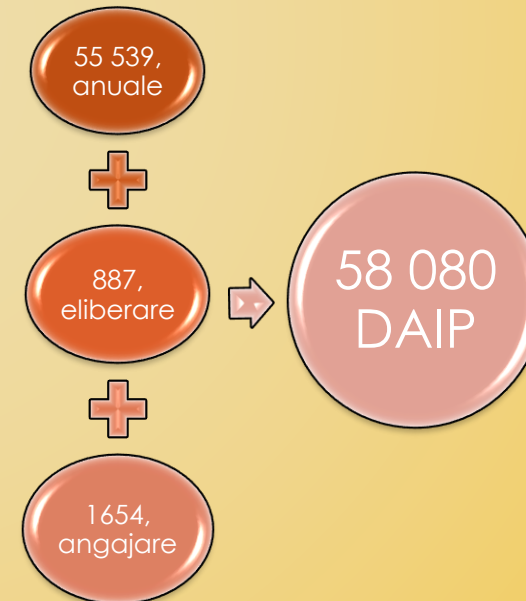 55 539,
anuale
887,
eliberare
1654,
angajare
58 080
DAIP